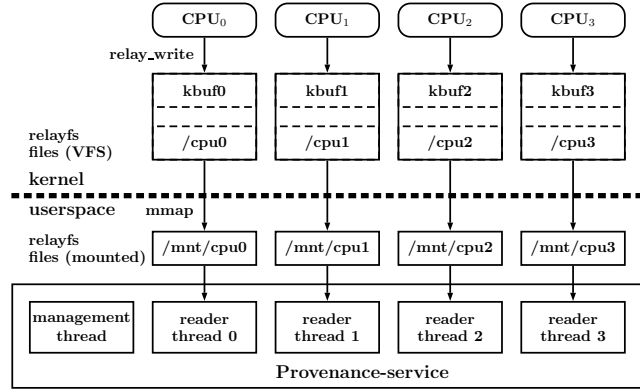 CPU₀ CPU₁ CPU₂ CPU₃
relay_write
kbuf0 kbuf1 kbuf2 kbuf3
/cpu0 /cpu1 /cpu2 /cpu3
relayfs
files (VFS)
kernel
userspace mmap
relayfs
files (mounted)
/mnt/cpu0 /mnt/cpu1 /mnt/cpu2 /mnt/cpu3
management
thread
reader
thread 0
reader
thread 1
reader
thread 2
reader
thread 3
Provenance-service